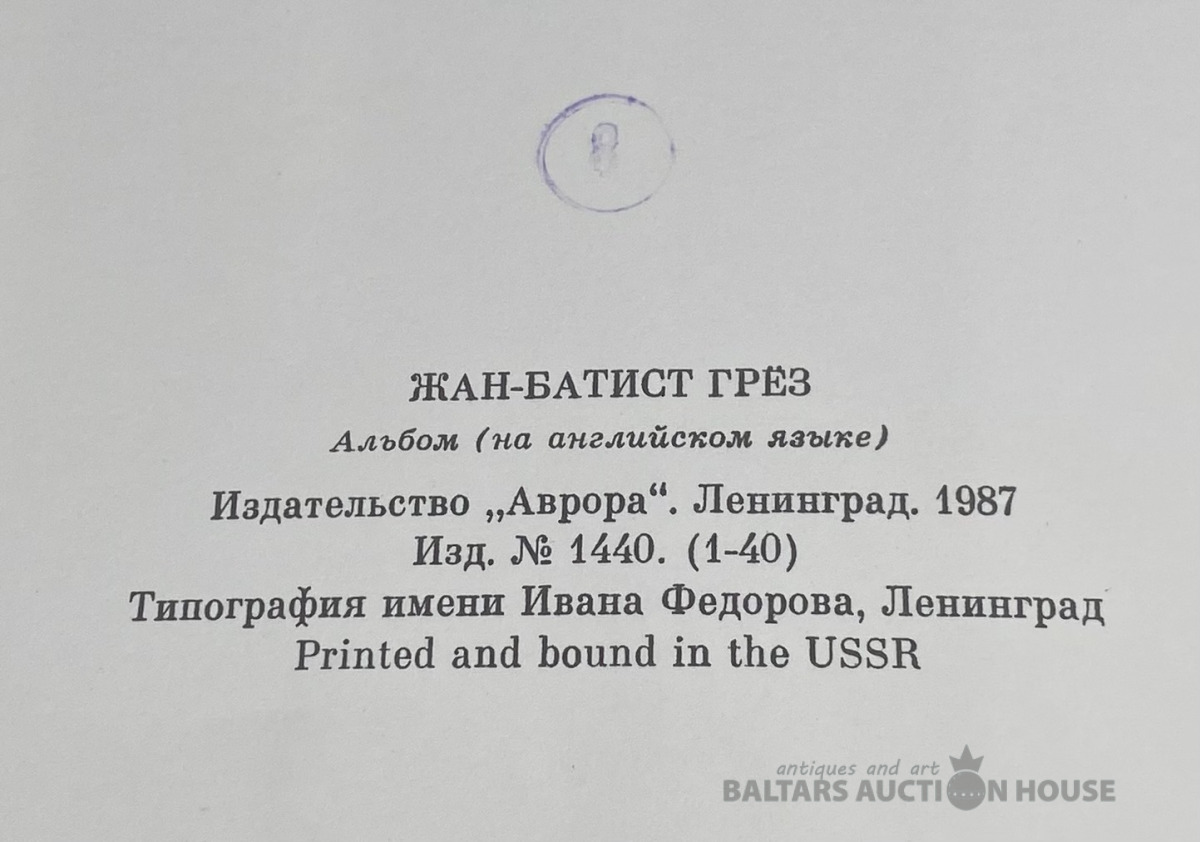 8
ЖАН-БАТИСТ ГРЁЗ
Альбом (на английском языке)
Издательство „Аврора“. Ленинград. 1987
Изд. № 1440. (1-40)
Типография имени Ивана Федорова, Ленинград
Printed and bound in the USSR
antiques and art
BALTARS AUCTION HOUSE